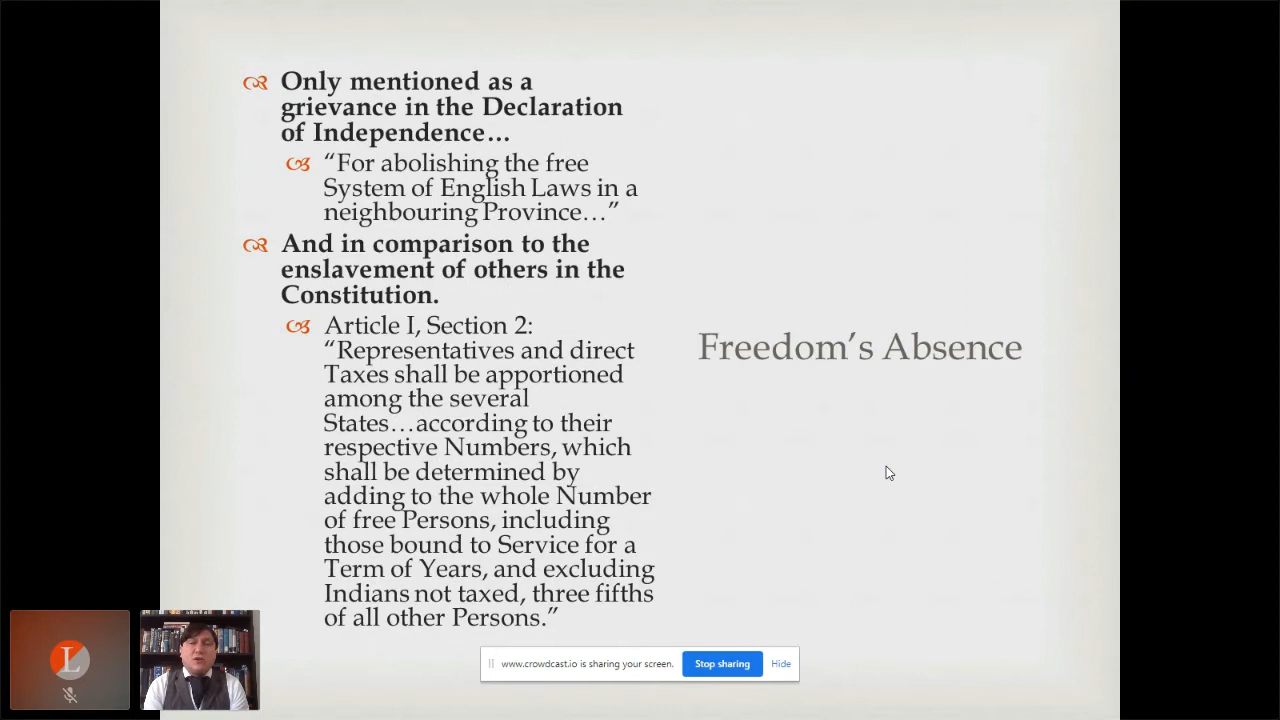 Only mentioned as a
grievance in the Declaration
of Independence…
“For abolishing the free
System of English Laws in a
neighbouring Province…”
And in comparison to the
enslavement of others in the
Constitution.
Article I, Section 2:
“Representatives and direct
Taxes shall be apportioned
among the several
States…according to their
respective Numbers, which
shall be determined by
adding to the whole Number
of free Persons, including
those bound to Service for a
Term of Years, and excluding
Indians not taxed, three fifths
of all other Persons.”
Freedom’s Absence
L
www.crowdcast.io is sharing your screen.
Stop sharing
Hide